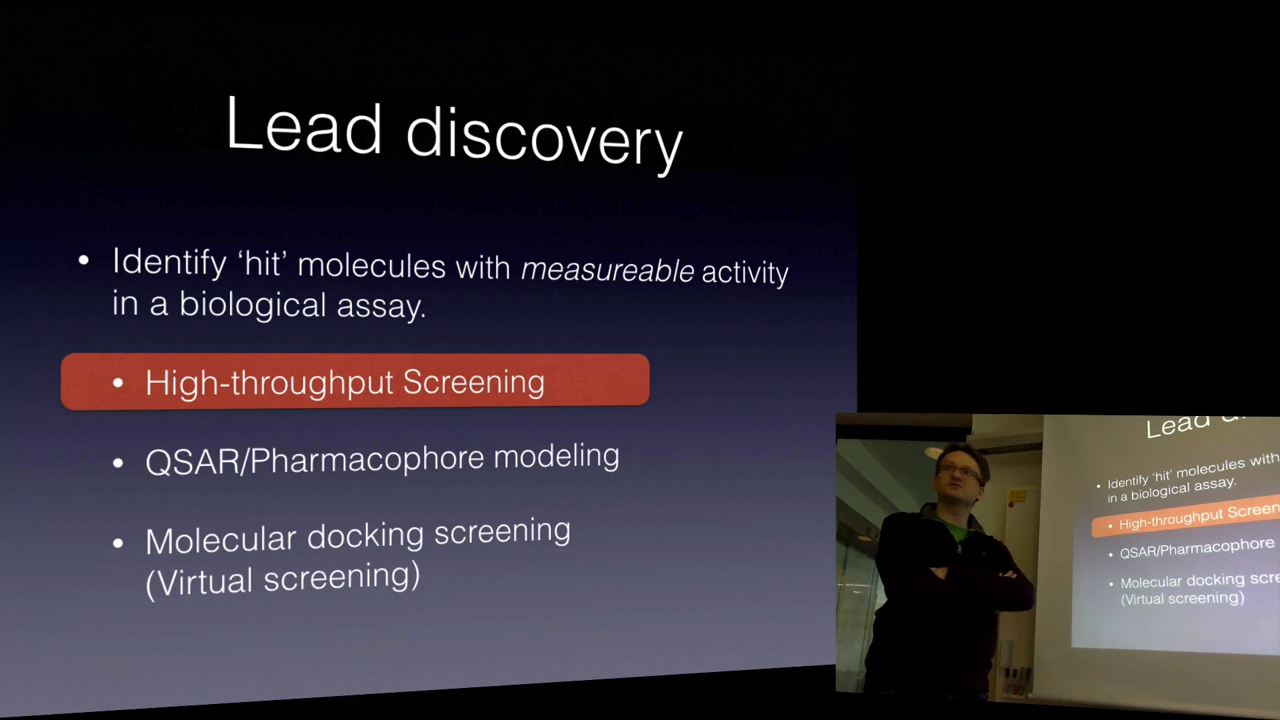 Lead discovery
• Identify ‘hit’ molecules with measureable activity
in a biological assay.
• High-throughput Screening
• QSAR/Pharmacophore modeling
• Molecular docking screening
(Virtual screening)
Lead
• Identify ‘hit’ molecules with
in a biological assay.
• High-throughput Screen
• QSAR/Pharmacophore
• Molecular docking scre
(Virtual screening)